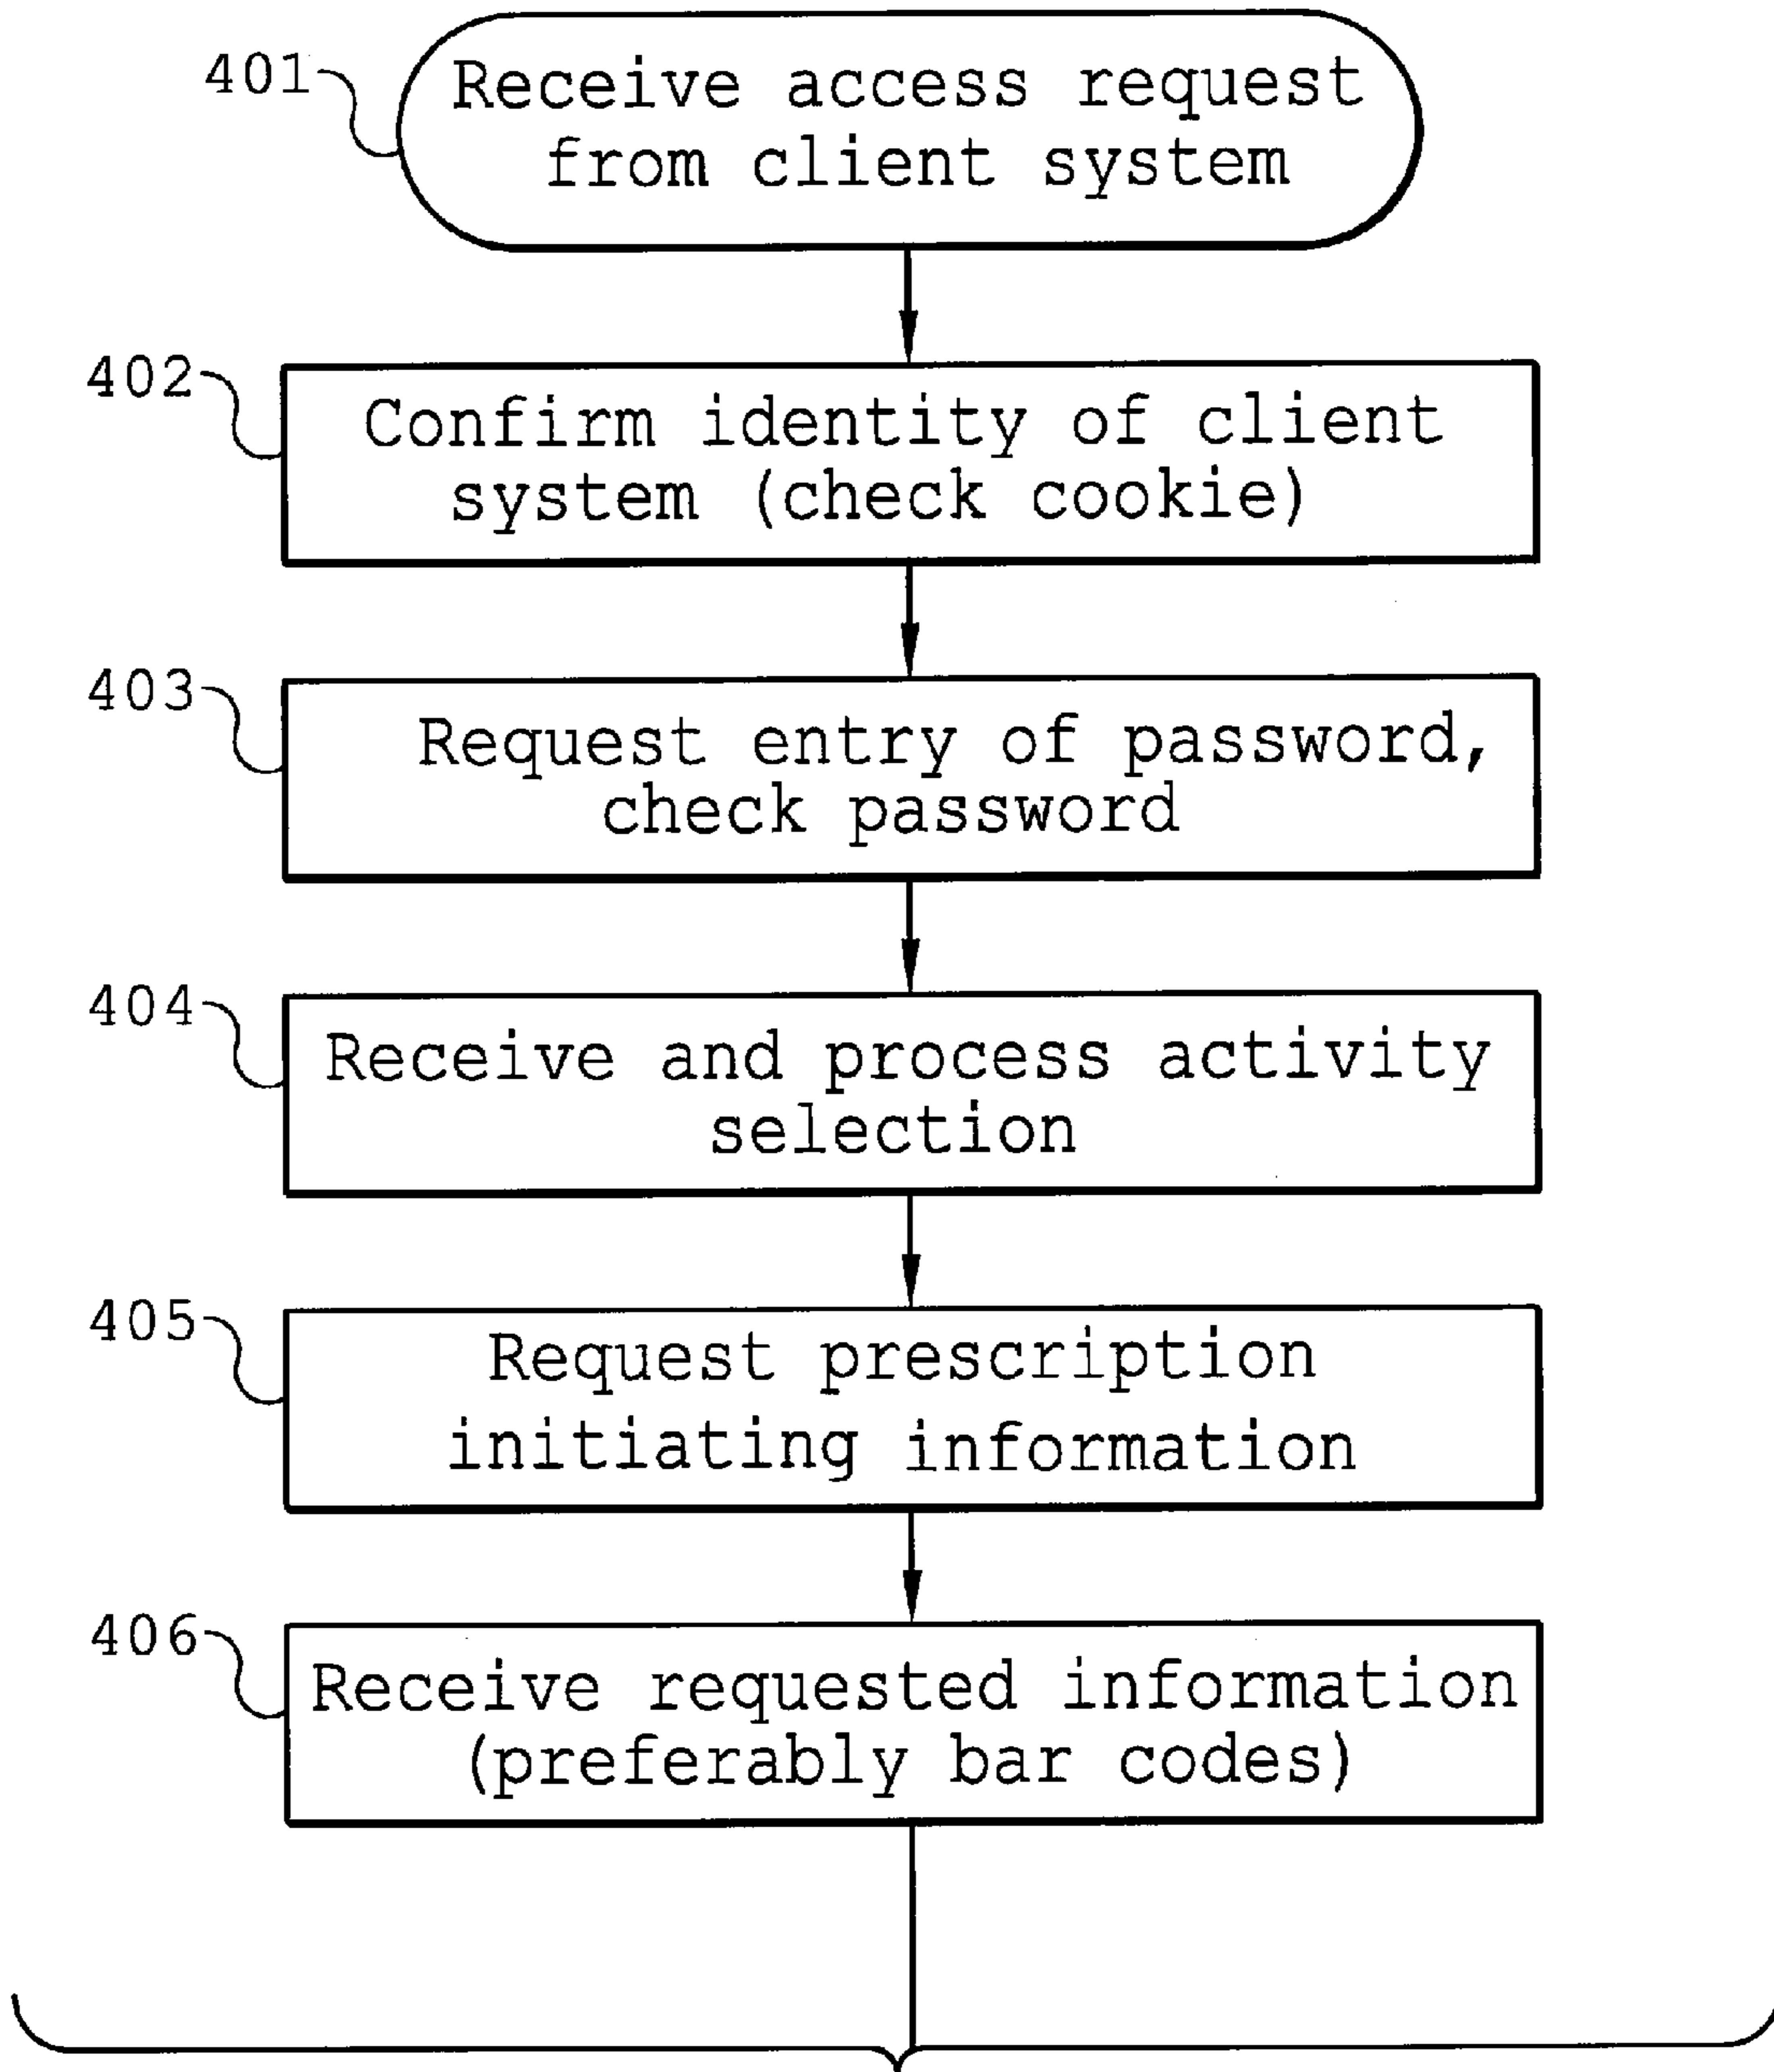 401
Receive access request
from client system
402
Confirm identity of client
system (check cookie)
403
Request entry of password,
check password
404
Receive and process activity
selection
405
Request prescription
initiating information
406
Receive requested information
(preferably bar codes)